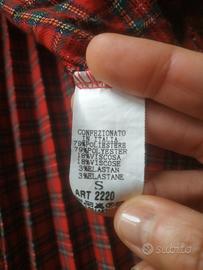 CONFEZIONATO
IN ITALIA
79%POLIESTERE
79%POLYESTER
18%VISCOSA
18%VISCOSE
3%ELASTAN
3%ELASTANE
S
ART 2220
subito